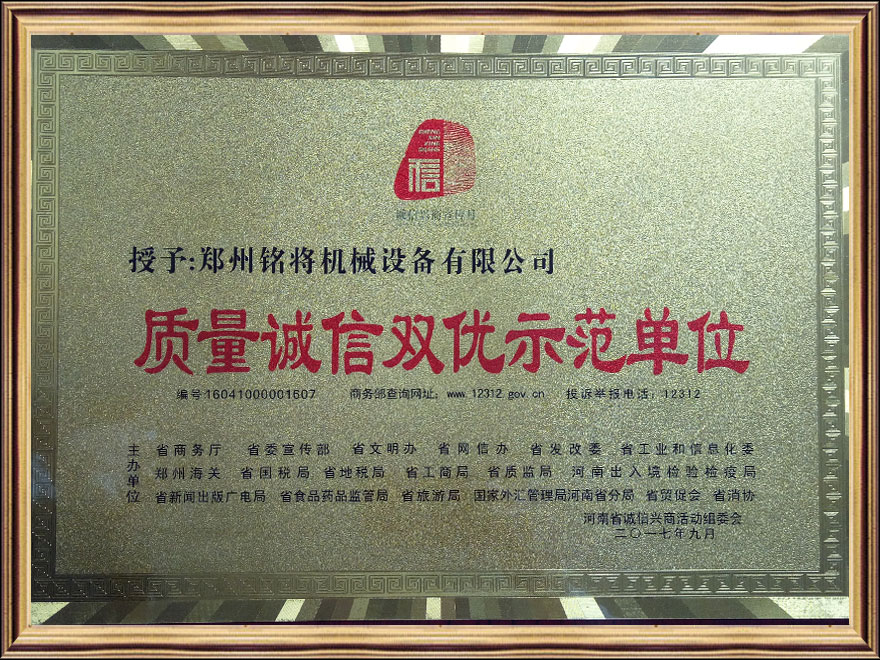 CHENG
XIN
XING
SHANG
信
诚信兴商宣传月
授予:郑州铭将机械设备有限公司
质量诚信双优示范单位
编号16041000001607 商务部查询网址: www.12312.gov.cn 投诉举报电话: 12312
主办单位
省商务厅 省委宣传部 省文明办 省网信办 省发改委 省工业和信息化委
郑州海关 省国税局 省地税局 省工商局 省质监局 河南出入境检验检疫局
省新闻出版广电局 省食品药品监管局 省旅游局 国家外汇管理局河南省分局 省贸促会 省消协
河南省诚信兴商活动组委会
二〇一七年九月